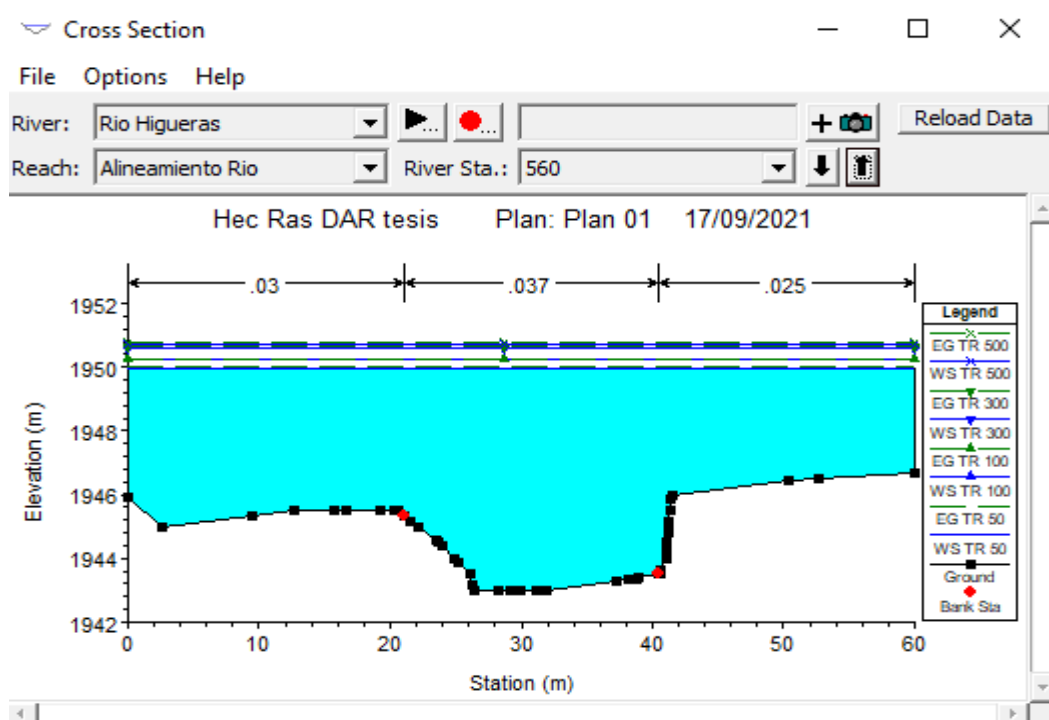 Cross Section
File Options Help
River: Rio Higueras ... ... Reload Data
Reach: Alineamiento Rio River Sta.: 560
Hec Ras DAR tesis Plan: Plan 01 17/09/2021
.03 .037 .025
1952
1950
1948
1946
1944
1942
Elevation (m)
0 10 20 30 40 50 60
Station (m)
Legend
EG TR 500
WS TR 500
EG TR 300
WS TR 300
EG TR 100
WS TR 100
EG TR 50
WS TR 50
Ground
Bank Sta